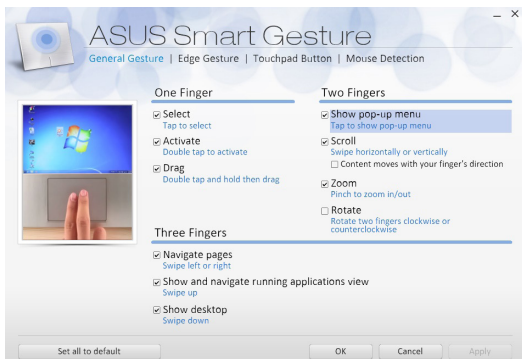 ASUS Smart Gesture
General Gesture | Edge Gesture | Touchpad Button | Mouse Detection
One Finger
Select
Tap to select
Activate
Double tap to activate
Drag
Double tap and hold then drag
Two Fingers
Show pop-up menu
Tap to show pop-up menu
Scroll
Swipe horizontally or vertically
Content moves with your finger's direction
Zoom
Pinch to zoom in/out
Rotate
Rotate two fingers clockwise or
counterclockwise
Three Fingers
Navigate pages
Swipe left or right
Show and navigate running applications view
Swipe up
Show desktop
Swipe down
Set all to default
OK
Cancel
Apply